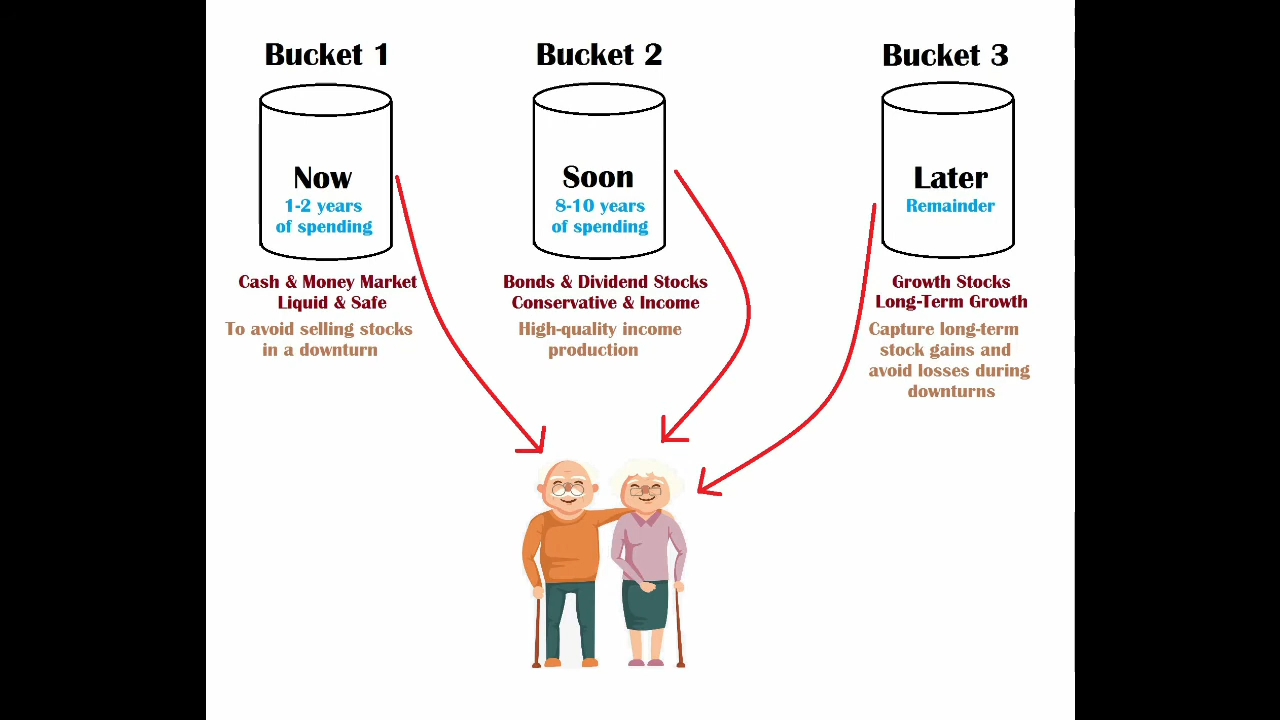 Bucket 1
Now
1-2 years
of spending
Cash & Money Market
Liquid & Safe
To avoid selling stocks
in a downturn
Bucket 2
Soon
8-10 years
of spending
Bonds & Dividend Stocks
Conservative & Income
High-quality income
production
Bucket 3
Later
Remainder
Growth Stocks
Long-Term Growth
Capture long-term
stock gains and
avoid losses during
downturns